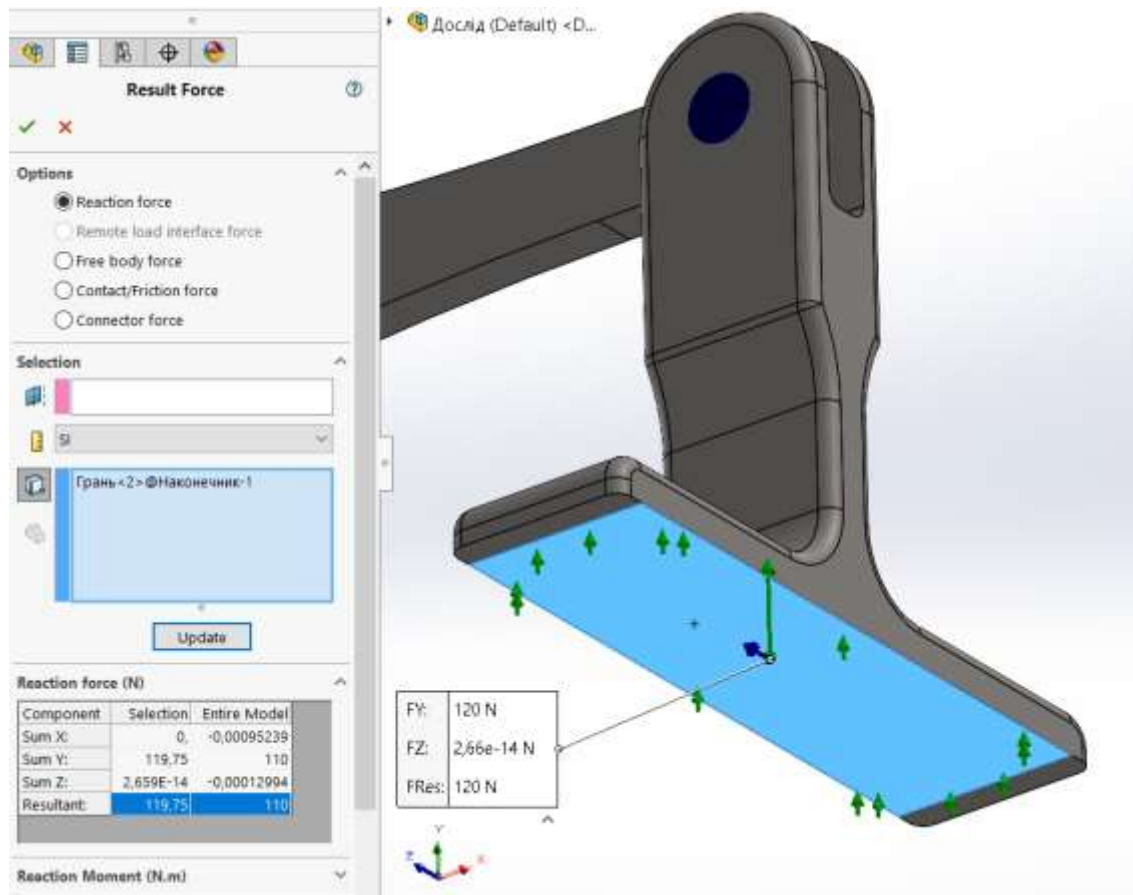 Дослід (Default) <D...
Result Force
Options
Reaction force
Remote load interface force
Free body force
Contact/Friction force
Connector force
Selection
SI
Грань<2>@Наконечник-1
Update
Reaction force (N)
Component Selection Entire Model
Sum X: 0, -0,00095239
Sum Y: 119,75 110
Sum Z: 2,659E-14 -0,00012994
Resultant: 119,75 110
Reaction Moment (N.m)
FY: 120 N
FZ: 2,66e-14 N
FRes: 120 N
Y
Z
X